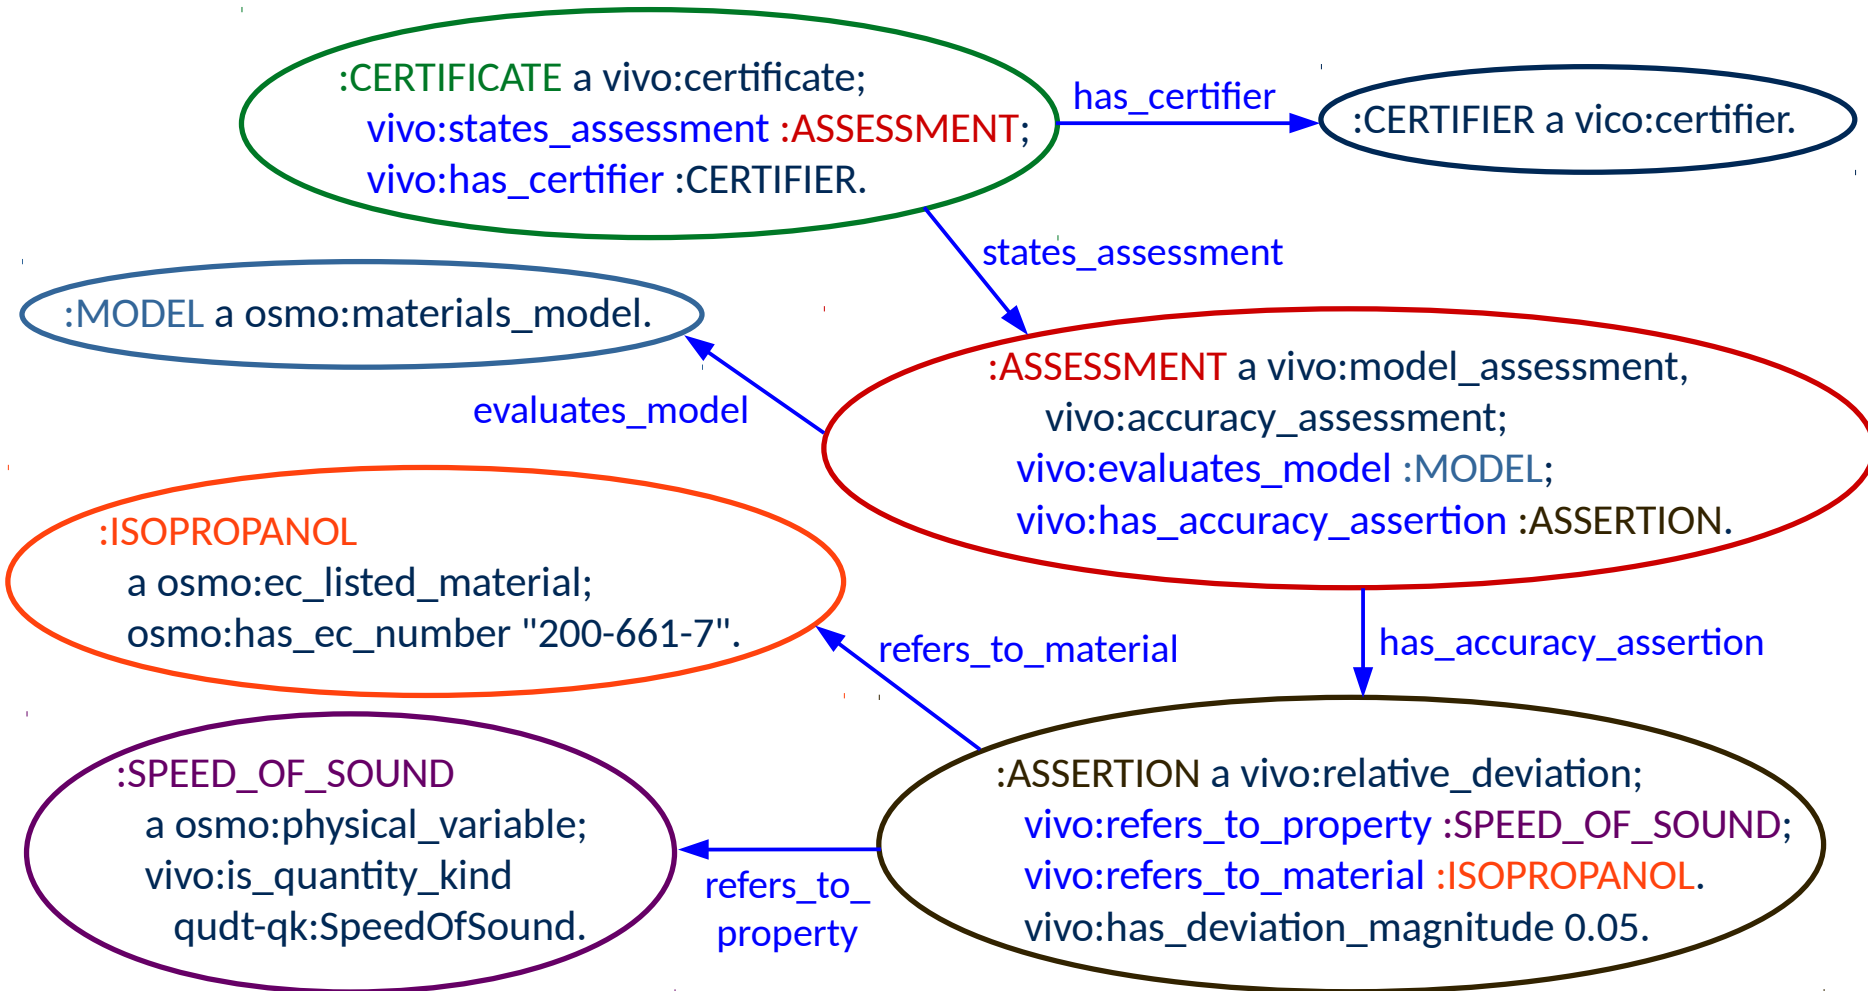 :CERTIFICATE a vivo:certificate;
vivo:states_assessment :ASSESSMENT;
vivo:has_certifier :CERTIFIER.
has_certifier
:CERTIFIER a vico:certifier.
states_assessment
:MODEL a osmo:materials_model.
evaluates_model
:ASSESSMENT a vivo:model_assessment,
vivo:accuracy_assessment;
vivo:evaluates_model :MODEL;
vivo:has_accuracy_assertion :ASSERTION.
:ISOPROPANOL
a osmo:ec_listed_material;
osmo:has_ec_number "200-661-7".
refers_to_material
has_accuracy_assertion
:SPEED_OF_SOUND
a osmo:physical_variable;
vivo:is_quantity_kind
qudt-qk:SpeedOfSound.
refers_to_
property
:ASSERTION a vivo:relative_deviation;
vivo:refers_to_property :SPEED_OF_SOUND;
vivo:refers_to_material :ISOPROPANOL.
vivo:has_deviation_magnitude 0.05.